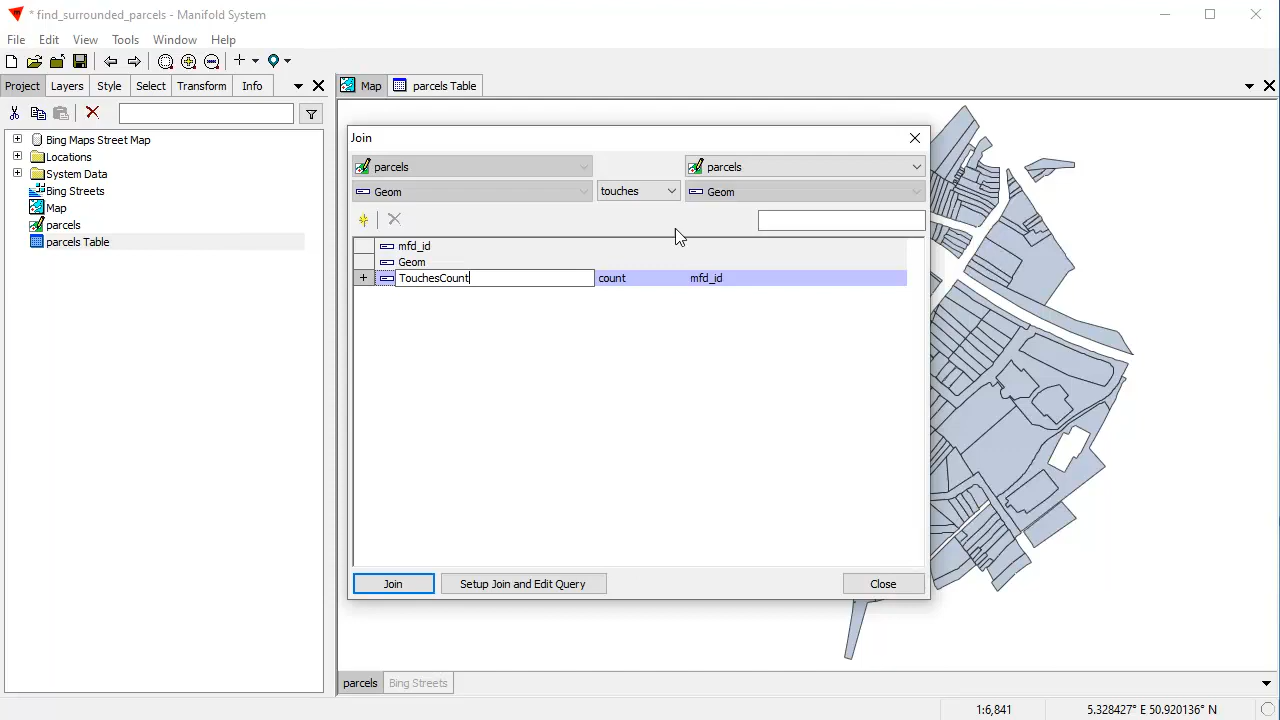 * find_surrounded_parcels - Manifold System
File Edit View Tools Window Help
Project Layers Style Select Transform Info
Map parcels Table
Bing Maps Street Map
Locations
System Data
Bing Streets
Map
parcels
parcels Table
Join
parcels parcels
Geom touches Geom
mfd_id
Geom
+ TouchesCount count mfd_id
Join Setup Join and Edit Query Close
parcels Bing Streets
1:6,841 5.328427° E 50.920136° N